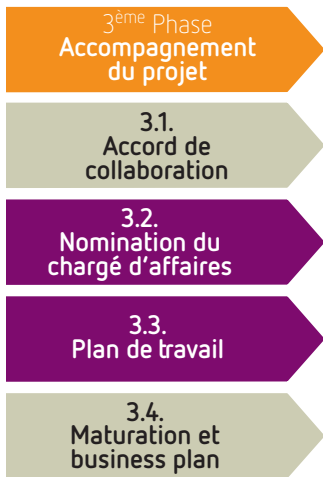 3ème Phase
Accompagnement
du projet
3.1.
Accord de
collaboration
3.2.
Nomination du
chargé d'affaires
3.3.
Plan de travail
3.4.
Maturation et
business plan